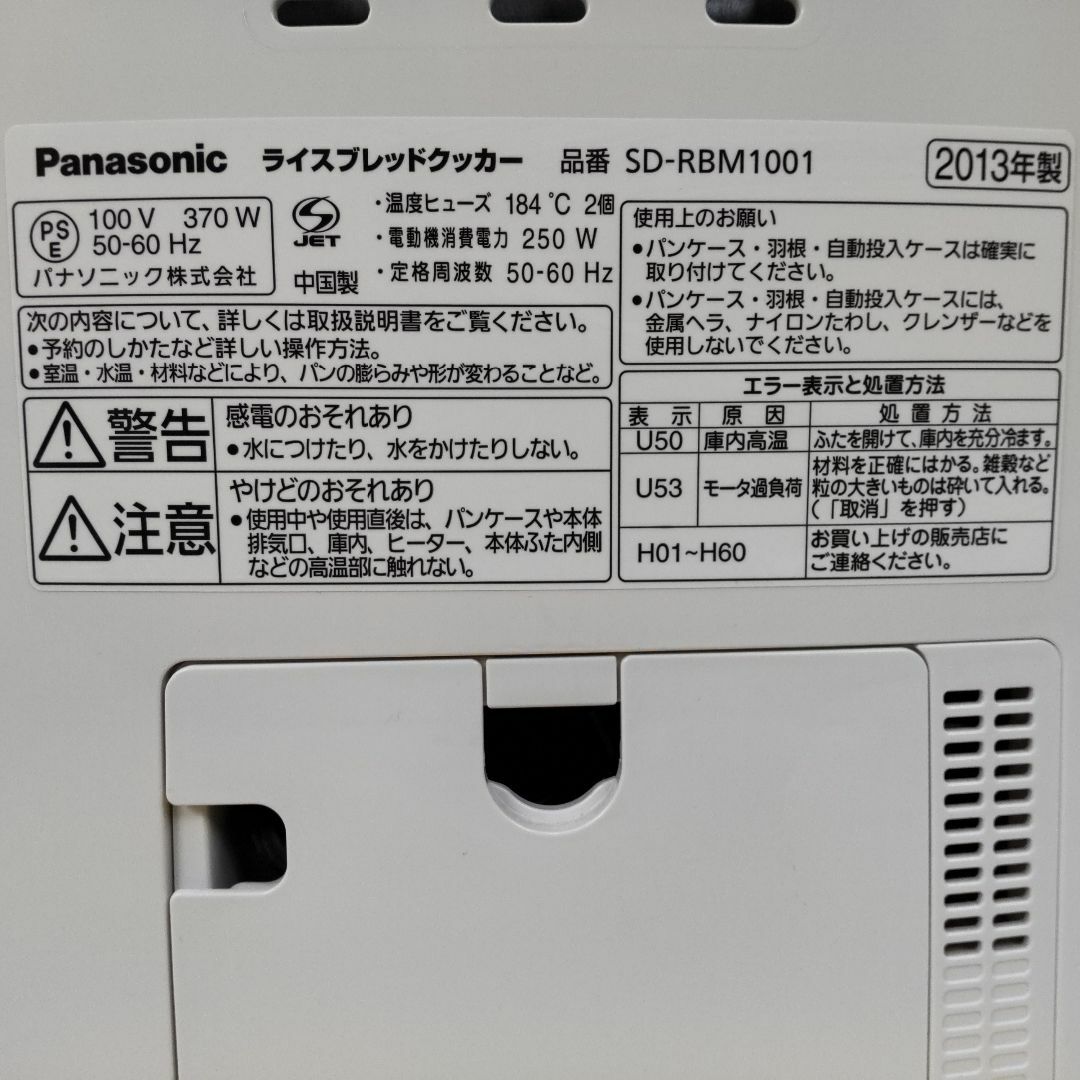 Panasonic ライスブレッドクッカー 品番 SD-RBM1001 2013年製
PS
E
100 V 370 W
50-60 Hz
パナソニック株式会社
JET
中国製
・温度ヒューズ 184 ℃ 2個
・電動機消費電力 250 W
・定格周波数 50-60 Hz
次の内容について、詳しくは取扱説明書をご覧ください。
●予約のしかたなど詳しい操作方法。
●室温・水温・材料などにより、パンの膨らみや形が変わることなど。
警告
感電のおそれあり
●水につけたり、水をかけたりしない。
注意
やけどのおそれあり
●使用中や使用直後は、パンケースや本体
排気口、庫内、ヒーター、本体ふた内側
などの高温部に触れない。
使用上のお願い
●パンケース・羽根・自動投入ケースは確実に
取り付けてください。
●パンケース・羽根・自動投入ケースには、
金属ヘラ、ナイロンたわし、クレンザーなどを
使用しないでください。
エラー表示と処置方法
表 示 原 因 処 置 方 法
U50 庫内高温 ふたを開けて、庫内を充分冷ます。
U53 モータ過負荷 材料を正確にはかる。雑穀など
粒の大きいものは砕いて入れる。
(「取消」を押す)
H01~H60 お買い上げの販売店に
ご連絡ください。